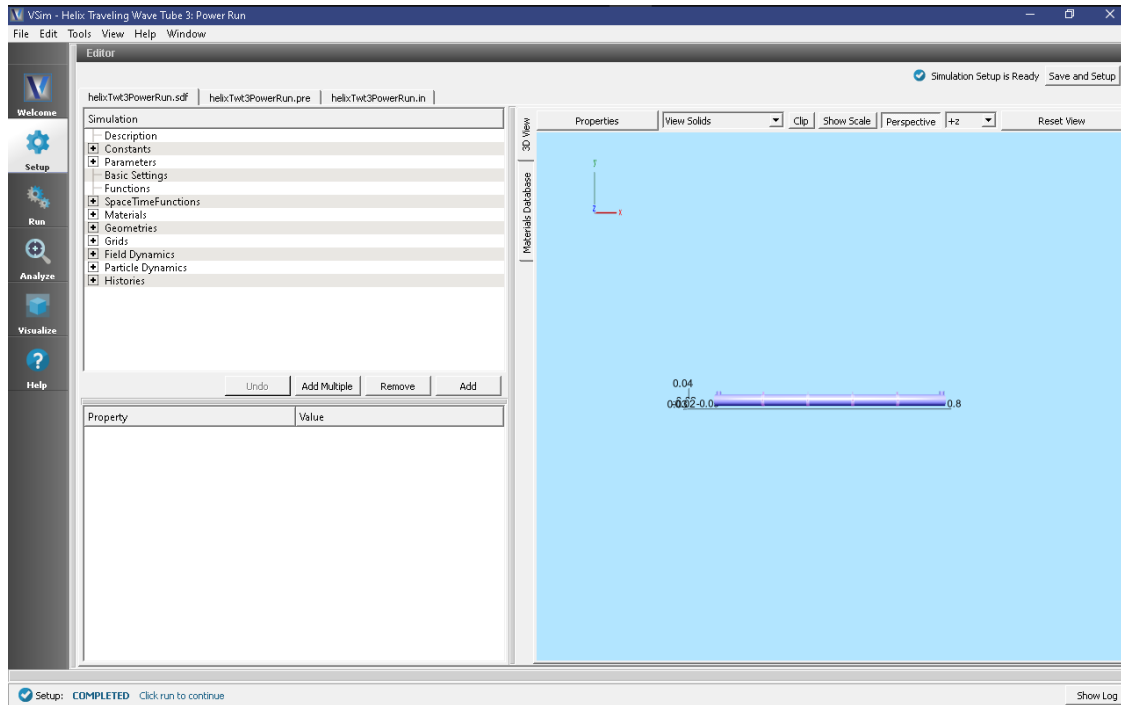 VSim - Helix Traveling Wave Tube 3: Power Run
File Edit Tools View Help Window
Editor
Simulation Setup is Ready Save and Setup
helixTwt3PowerRun.sdf helixTwt3PowerRun.pre helixTwt3PowerRun.in
Welcome
Setup
Run
Analyze
Visualize
Help
Simulation
Description
Constants
Parameters
Basic Settings
Functions
SpaceTimeFunctions
Materials
Geometries
Grids
Field Dynamics
Particle Dynamics
Histories
Undo Add Multiple Remove Add
Property Value
3D View
Materials Database
Properties View Solids Clip Show Scale Perspective +z Reset View
Y
Z X
0.04
0.8
Setup: COMPLETED Click run to continue
Show Log